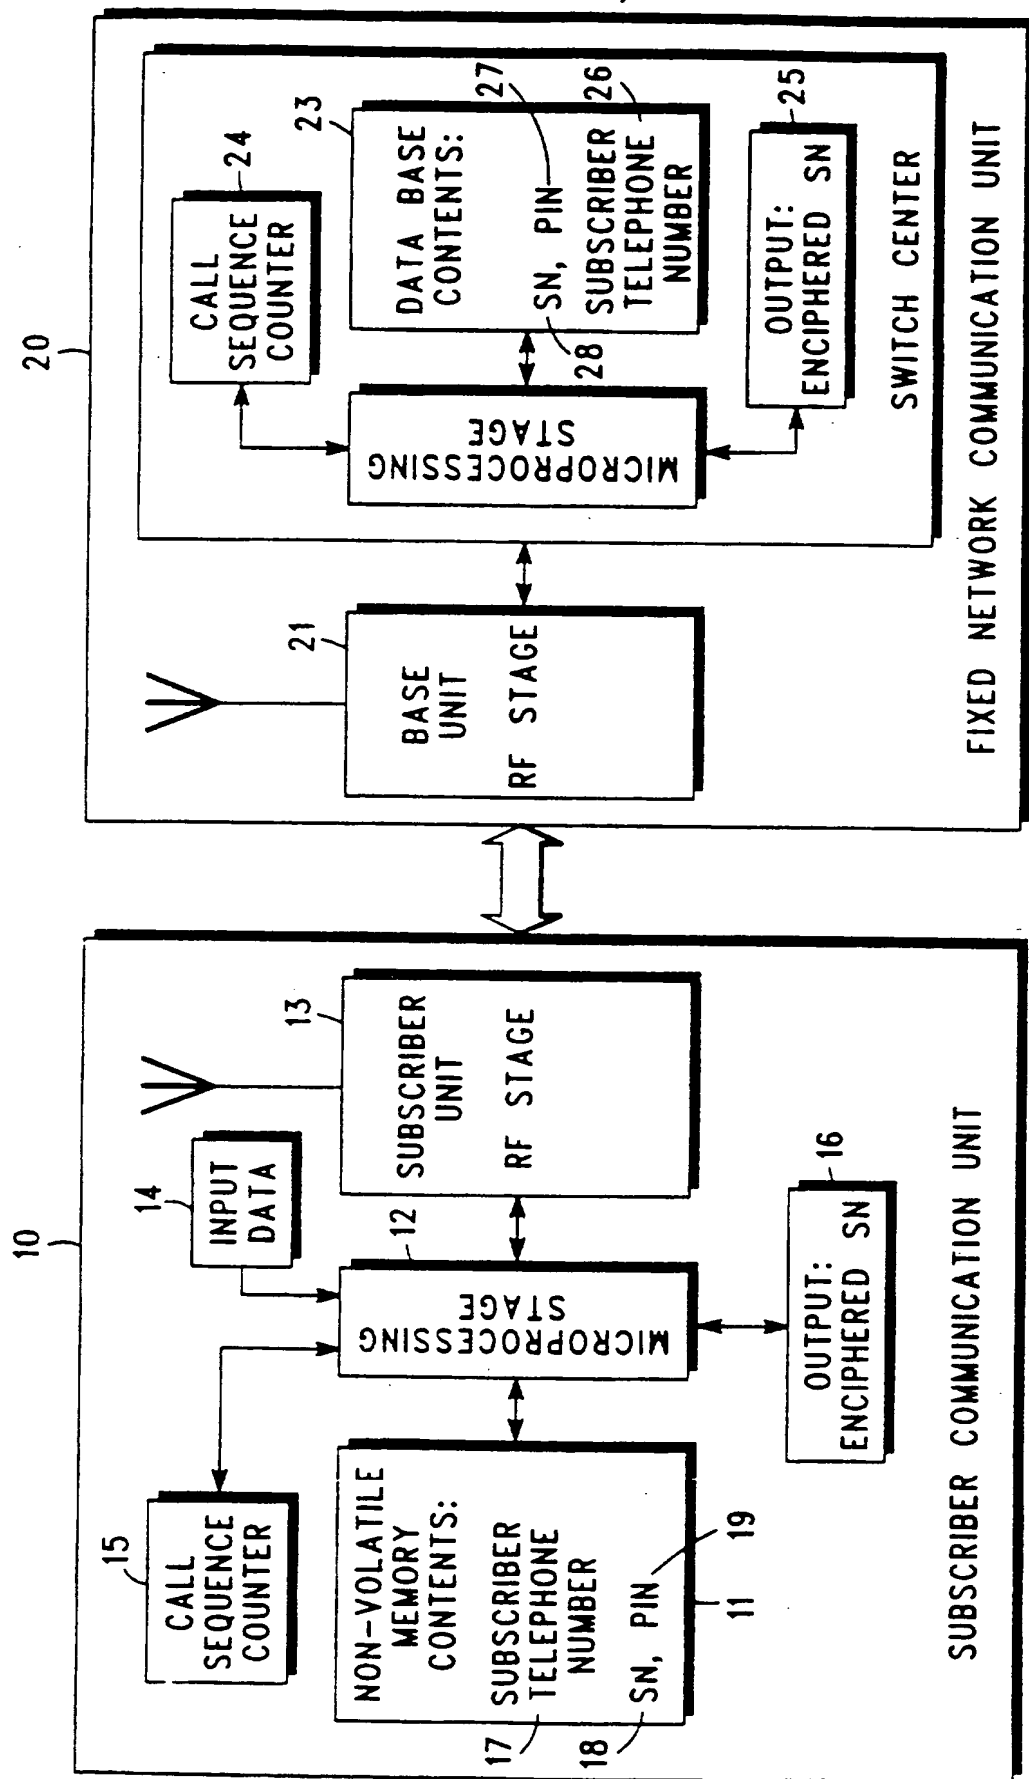 10
15
CALL
SEQUENCE
COUNTER
14
INPUT
DATA
NON-VOLATILE
MEMORY
CONTENTS:
SUBSCRIBER
TELEPHONE
NUMBER
SN, PIN
17
18
19
11
12
MICROPROCESSING
STAGE
13
SUBSCRIBER
UNIT
RF STAGE
16
OUTPUT:
ENCIPHERED SN
SUBSCRIBER COMMUNICATION UNIT
20
21
BASE
UNIT
RF STAGE
24
CALL
SEQUENCE
COUNTER
MICROPROCESSING
STAGE
23
DATA BASE
CONTENTS:
SN, PIN
SUBSCRIBER
TELEPHONE
NUMBER
28
27
26
25
OUTPUT:
ENCIPHERED SN
SWITCH CENTER
FIXED NETWORK COMMUNICATION UNIT